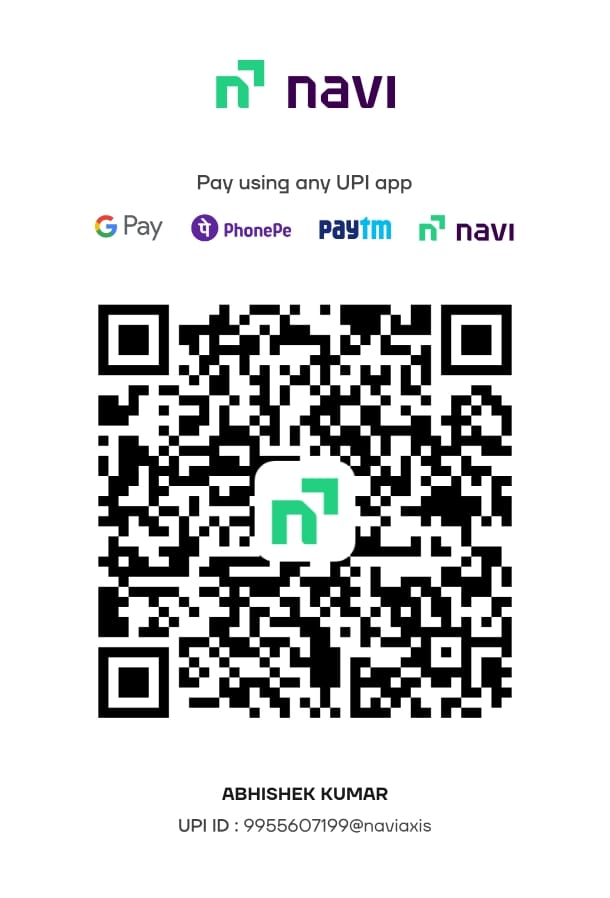 navi
Pay using any UPI app
G Pay पे PhonePe paytm navi
ABHISHEK KUMAR
UPI ID : 9955607199@naviaxis